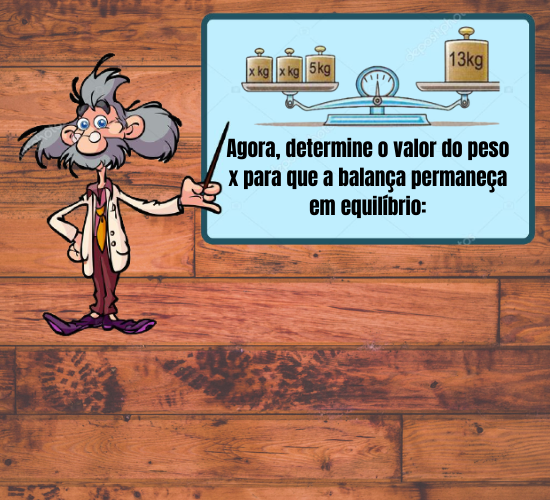 x kg x kg 5kg 13kg
Agora, determine o valor do peso
x para que a balança permaneça
em equilíbrio: